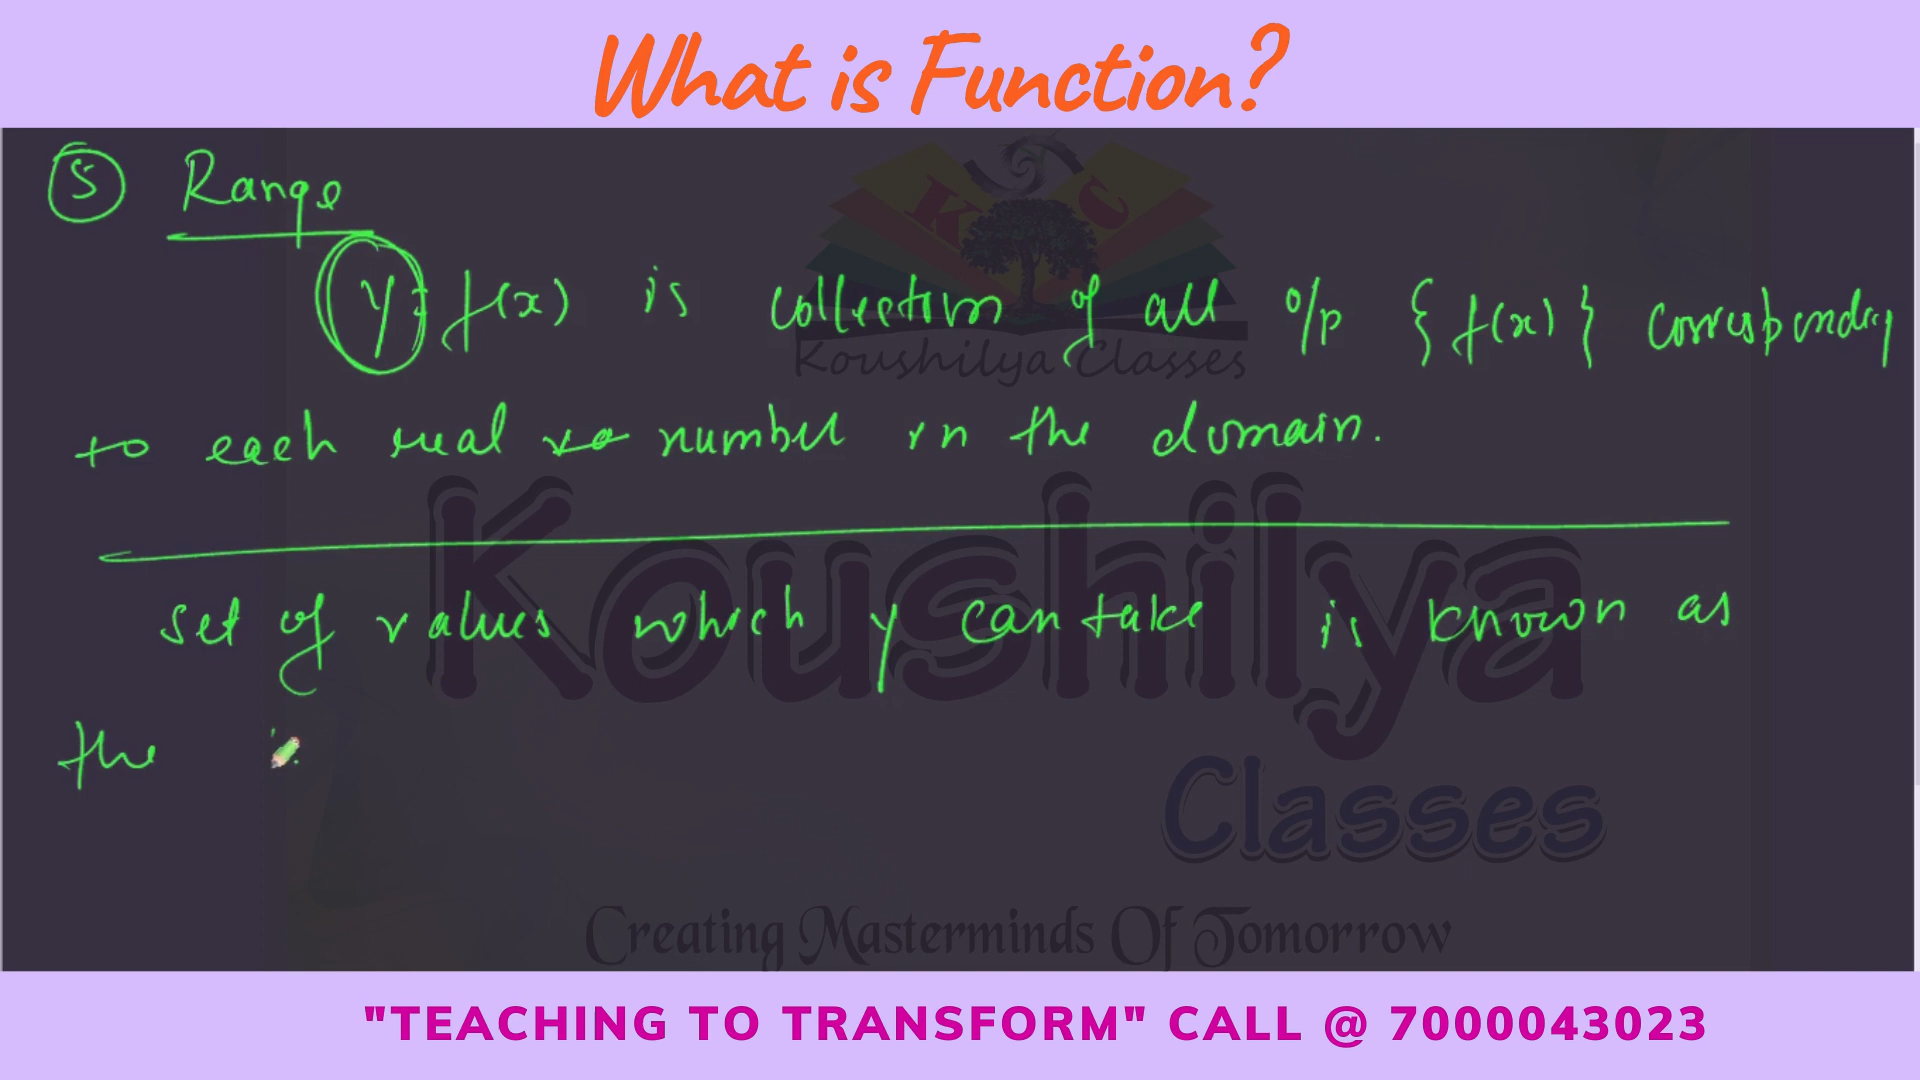 What is Function?
K C
5 Range
y = f(x) is collection of all o/p {f(x)} corresponding
Koushilya Classes
to each real number in the domain.
Koushilya
set of values which y can take is known as
the
Classes
Creating Masterminds Of Tomorrow
"TEACHING TO TRANSFORM" CALL @ 7000043023